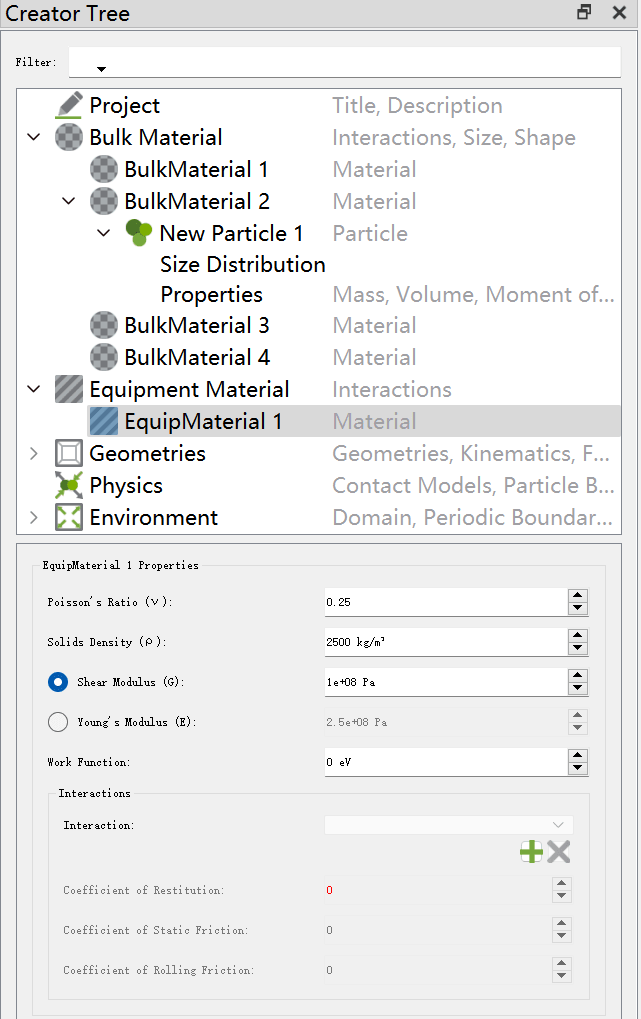 Creator Tree
Filter:
Project Title, Description
Bulk Material Interactions, Size, Shape
BulkMaterial 1 Material
BulkMaterial 2 Material
New Particle 1 Particle
Size Distribution
Properties Mass, Volume, Moment of...
BulkMaterial 3 Material
BulkMaterial 4 Material
Equipment Material Interactions
EquipMaterial 1 Material
Geometries Geometries, Kinematics, F...
Physics Contact Models, Particle B...
Environment Domain, Periodic Boundar...
EquipMaterial 1 Properties
Poisson's Ratio (ν): 0.25
Solids Density (ρ): 2500 kg/m³
Shear Modulus (G): 1e+08 Pa
Young's Modulus (E): 2.5e+08 Pa
Work Function: 0 eV
Interactions
Interaction:
Coefficient of Restitution: 0
Coefficient of Static Friction: 0
Coefficient of Rolling Friction: 0